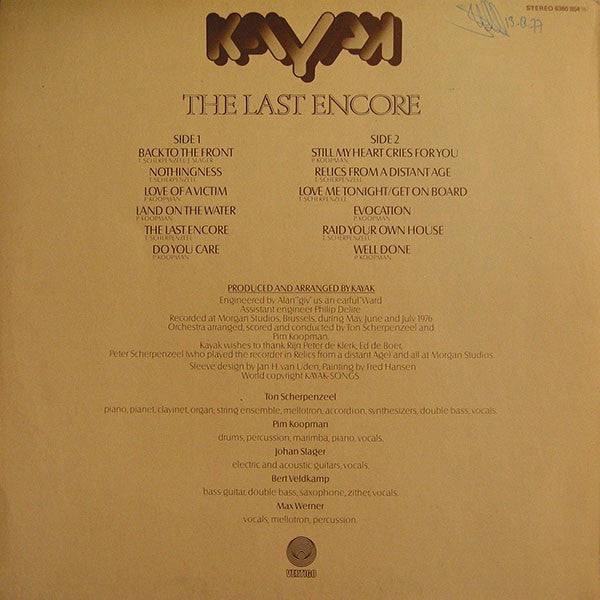 STEREO 6360 854
13-8-77
KAYAK
THE LAST ENCORE
SIDE 1
BACK TO THE FRONT
T. SCHERPENZEEL/J. SLAGER
NOTHINGNESS
T. SCHERPENZEEL
LOVE OF A VICTIM
P. KOOPMAN
LAND ON THE WATER
P. KOOPMAN
THE LAST ENCORE
T. SCHERPENZEEL
DO YOU CARE
P. KOOPMAN
SIDE 2
STILL MY HEART CRIES FOR YOU
P. KOOPMAN
RELICS FROM A DISTANT AGE
T. SCHERPENZEEL
LOVE ME TONIGHT/GET ON BOARD
T. SCHERPENZEEL
EVOCATION
P. KOOPMAN
RAID YOUR OWN HOUSE
T. SCHERPENZEEL
WELL DONE
P. KOOPMAN
PRODUCED AND ARRANGED BY KAYAK
Engineered by Alan "giv' us an earful" Ward
Assistant engineer Philip Delire
Recorded at Morgan Studios, Brussels, during May, June and July 1976
Orchestra arranged, scored and conducted by Ton Scherpenzeel and
Pim Koopman.
Kayak wishes to thank Rijn Peter de Klerk, Ed de Boet,
Peter Scherpenzeel (who played the recorder in Relics from a distant Age) and all at Morgan Studios.
Sleeve design by Jan H. van Uden, Painting by Fred Hansen
World copyright KAYAK-SONGS.
Ton Scherpenzeel
piano, pianet, clavinet, organ, string ensemble, mellotron, accordion, synthesizers, double bass, vocals.
Pim Koopman
drums, percussion, marimba, piano, vocals.
Johan Slager
electric and acoustic guitars, vocals.
Bert Veldkamp
bass guitar, double bass, saxophone, zither, vocals.
Max Werner
vocals, mellotron, percussion.
VERTIGO